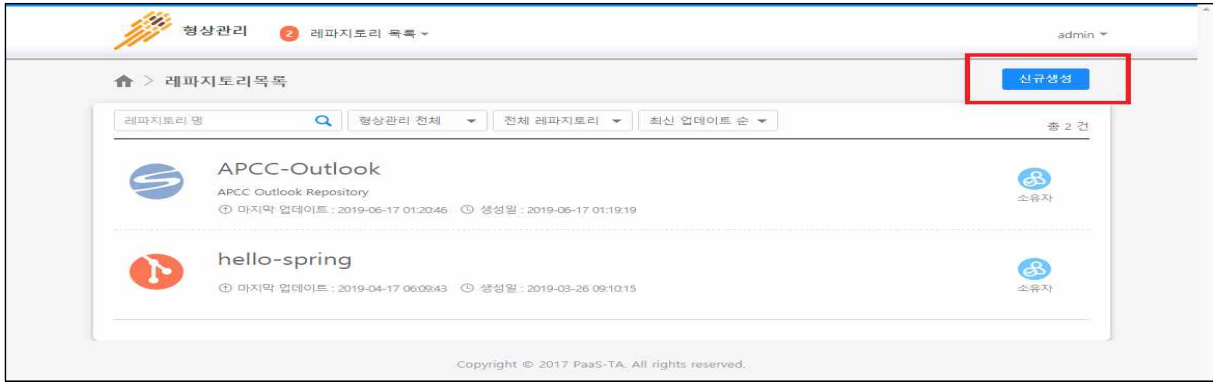 형상관리 2 레파지토리 목록 admin
> 레파지토리목록 신규생성
레파지토리 명 형상관리 전체 전체 레파지토리 최신 업데이트 순 총 2 건
APCC-Outlook
APCC Outlook Repository
마지막 업데이트 : 2019-06-17 01:20:46 생성일 : 2019-06-17 01:19:19
소유자
hello-spring
마지막 업데이트 : 2019-04-17 06:09:43 생성일 : 2019-03-26 09:10:15
소유자
Copyright © 2017 PaaS-TA. All rights reserved.